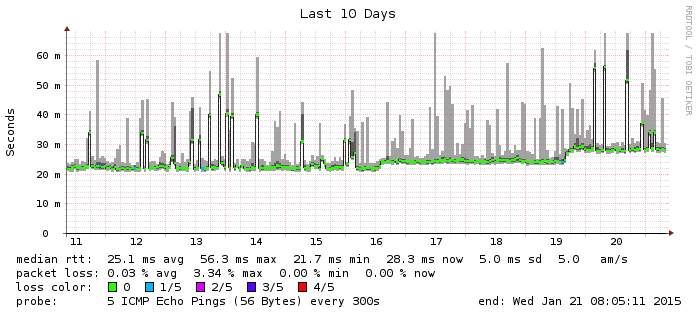 Last 10 Days
RRDTOOL / TOBI OETIKER
Seconds
60 m
50 m
40 m
30 m
20 m
10 m
0
11 12 13 14 15 16 17 18 19 20
median rtt: 25.1 ms avg 56.3 ms max 21.7 ms min 28.3 ms now 5.0 ms sd 5.0 am/s
packet loss: 0.03 % avg 3.34 % max 0.00 % min 0.00 % now
loss color: 0 1/5 2/5 3/5 4/5
probe: 5 ICMP Echo Pings (56 Bytes) every 300s end: Wed Jan 21 08:05:11 2015